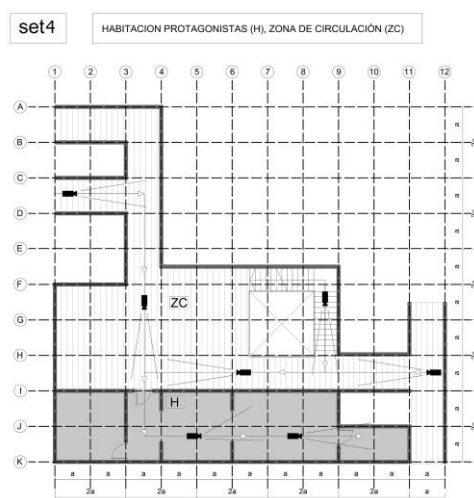 set4
HABITACION PROTAGONISTAS (H), ZONA DE CIRCULACIÓN (ZC)
1 2 3 4 5 6 7 8 9 10 11 12
A
B
C
D
E
F
ZC
G
H
I
H
J
K
a a a a a a a a a a a
2a 2a 2a 2a 2a
a
a
a
a
a
a
a
a
a
a